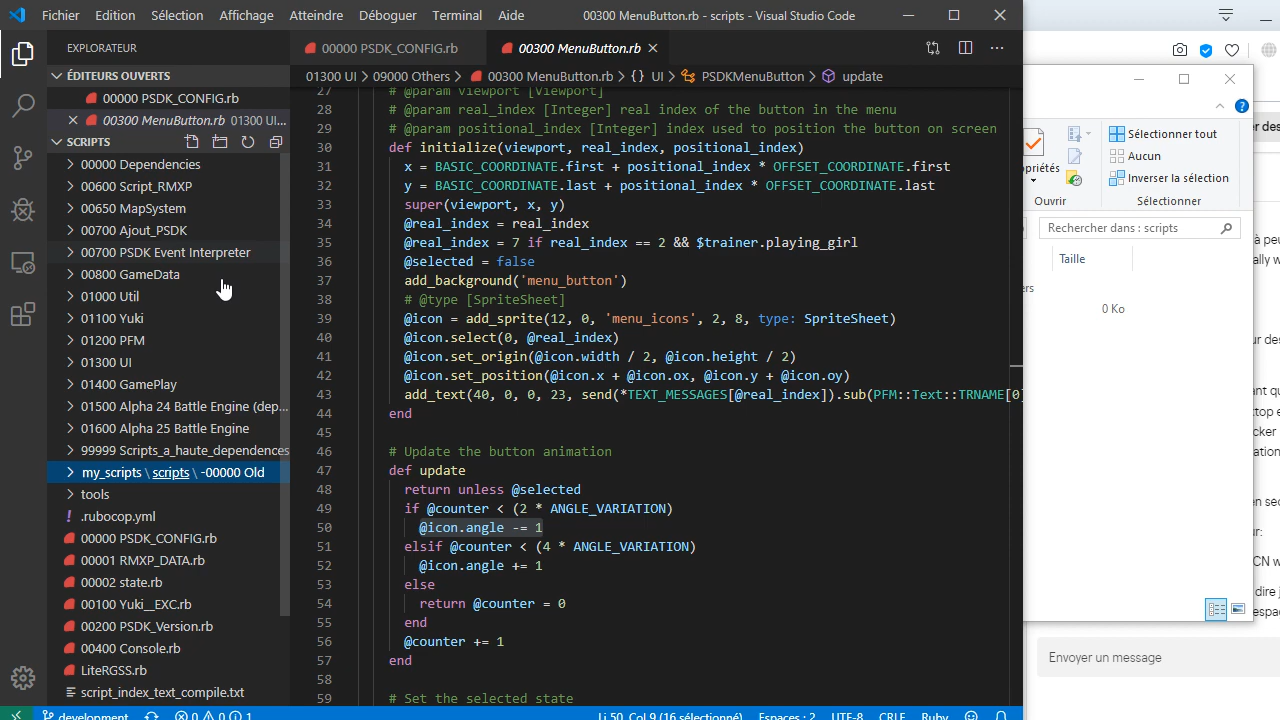 Fichier Edition Sélection Affichage Atteindre Déboguer Terminal Aide 00300 MenuButton.rb - scripts - Visual Studio Code
EXPLORATEUR
ÉDITEURS OUVERTS
00000 PSDK_CONFIG.rb
00300 MenuButton.rb 01300 UI...
SCRIPTS
00000 Dependencies
00600 Script_RMXP
00650 MapSystem
00700 Ajout_PSDK
00700 PSDK Event Interpreter
00800 GameData
01000 Util
01100 Yuki
01200 PFM
01300 UI
01400 GamePlay
01500 Alpha 24 Battle Engine (dep...
01600 Alpha 25 Battle Engine
99999 Scripts_a_haute_dependences
my_scripts \ scripts \ -00000 Old
tools
! .rubocop.yml
00000 PSDK_CONFIG.rb
00001 RMXP_DATA.rb
00002 state.rb
00100 Yuki__EXC.rb
00200 PSDK_Version.rb
00400 Console.rb
LiteRGSS.rb
script_index_text_compile.txt
00000 PSDK_CONFIG.rb 00300 MenuButton.rb
01300 UI > 09000 Others > 00300 MenuButton.rb > {} UI > PSDKMenuButton > update
27 # @param viewport [Viewport]
28 # @param real_index [Integer] real index of the button in the menu
29 # @param positional_index [Integer] index used to position the button on screen
30 def initialize(viewport, real_index, positional_index)
31 x = BASIC_COORDINATE.first + positional_index * OFFSET_COORDINATE.first
32 y = BASIC_COORDINATE.last + positional_index * OFFSET_COORDINATE.last
33 super(viewport, x, y)
34 @real_index = real_index
35 @real_index = 7 if real_index == 2 && $trainer.playing_girl
36 @selected = false
37 add_background('menu_button')
38 # @type [SpriteSheet]
39 @icon = add_sprite(12, 0, 'menu_icons', 2, 8, type: SpriteSheet)
40 @icon.select(0, @real_index)
41 @icon.set_origin(@icon.width / 2, @icon.height / 2)
42 @icon.set_position(@icon.x + @icon.ox, @icon.y + @icon.oy)
43 add_text(40, 0, 0, 23, send(*TEXT_MESSAGES[@real_index]).sub(PFM::Text::TRNAME[0]
44 end
45
46 # Update the button animation
47 def update
48 return unless @selected
49 if @counter < (2 * ANGLE_VARIATION)
50 @icon.angle -= 1
51 elsif @counter < (4 * ANGLE_VARIATION)
52 @icon.angle += 1
53 else
54 return @counter = 0
55 end
56 @counter += 1
57 end
58
59 # Set the selected state
development 0 0 1 Li 50, Col 9 (16 sélectionné) Espaces : 2 UTF-8 CRLF Ruby
priétés
Ouvrir
Sélectionner tout
Aucun
Inverser la sélection
Sélectionner
Rechercher dans : scripts
Taille
ers
0 Ko
Envoyer un message